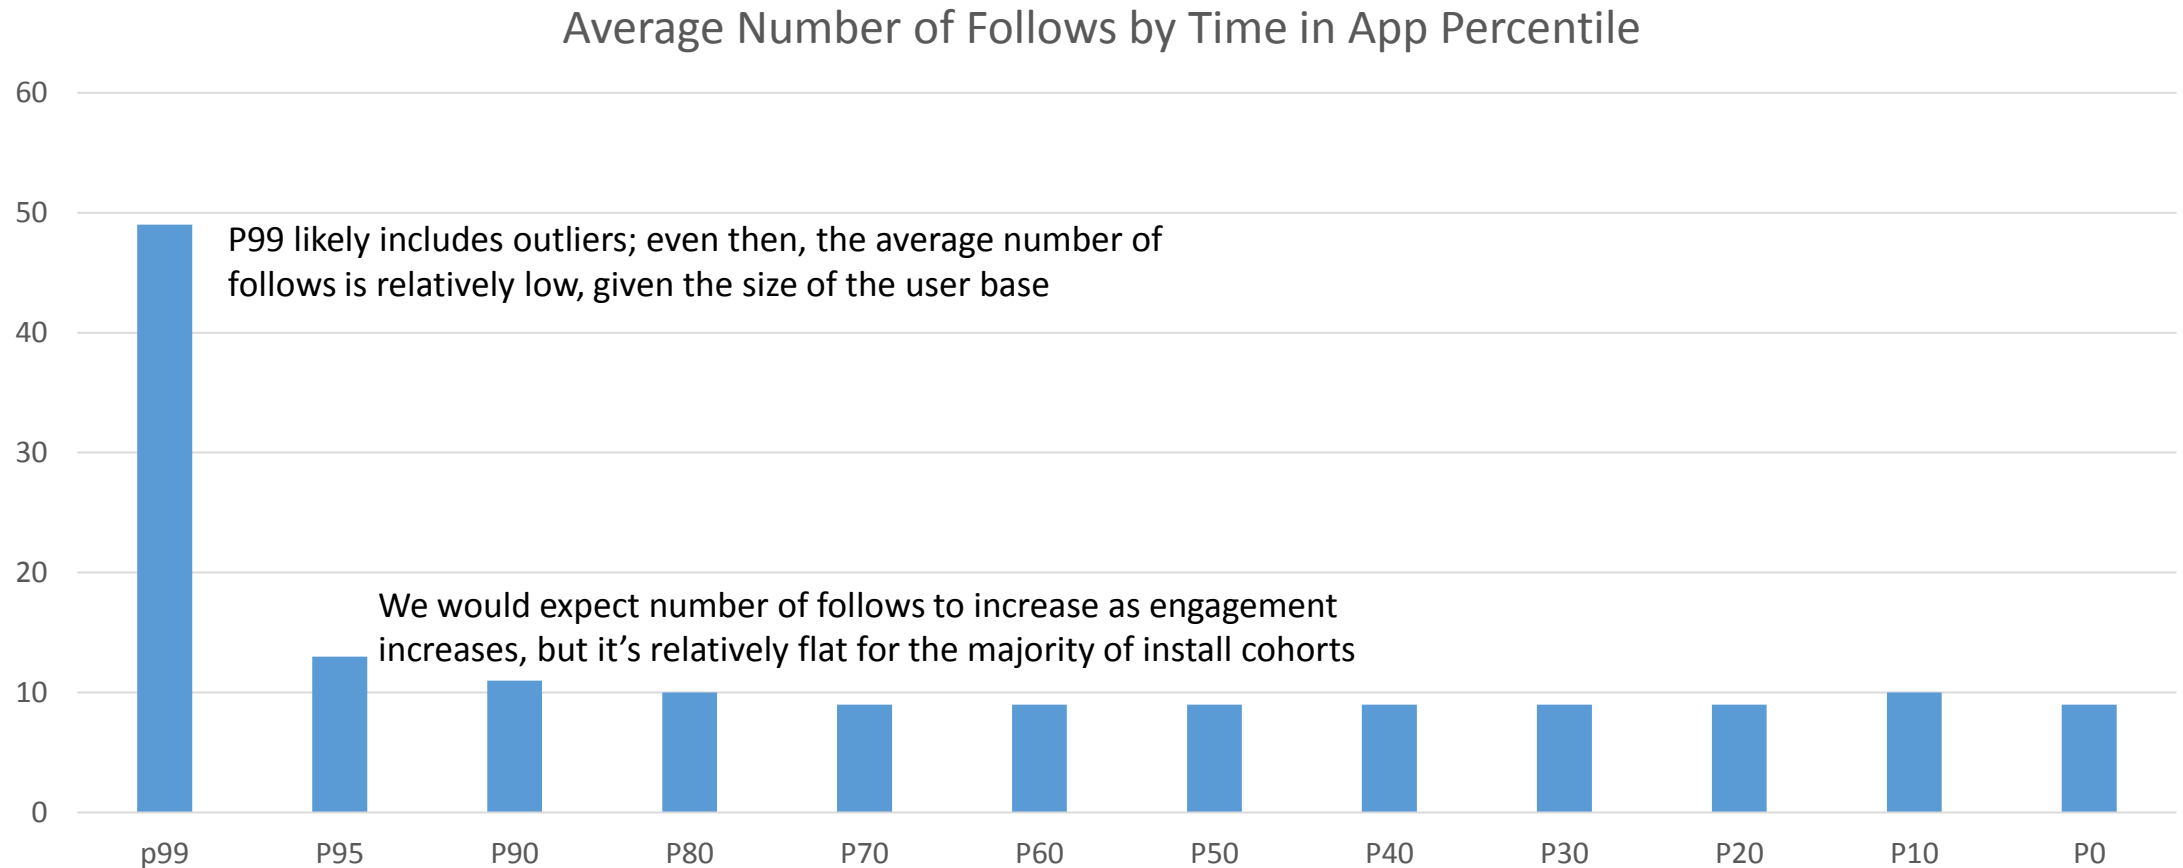 Average Number of Follows by Time in App Percentile
60
50
P99 likely includes outliers; even then, the average number of
follows is relatively low, given the size of the user base
40
30
20
We would expect number of follows to increase as engagement
increases, but it’s relatively flat for the majority of install cohorts
10
0
p99 P95 P90 P80 P70 P60 P50 P40 P30 P20 P10 P0